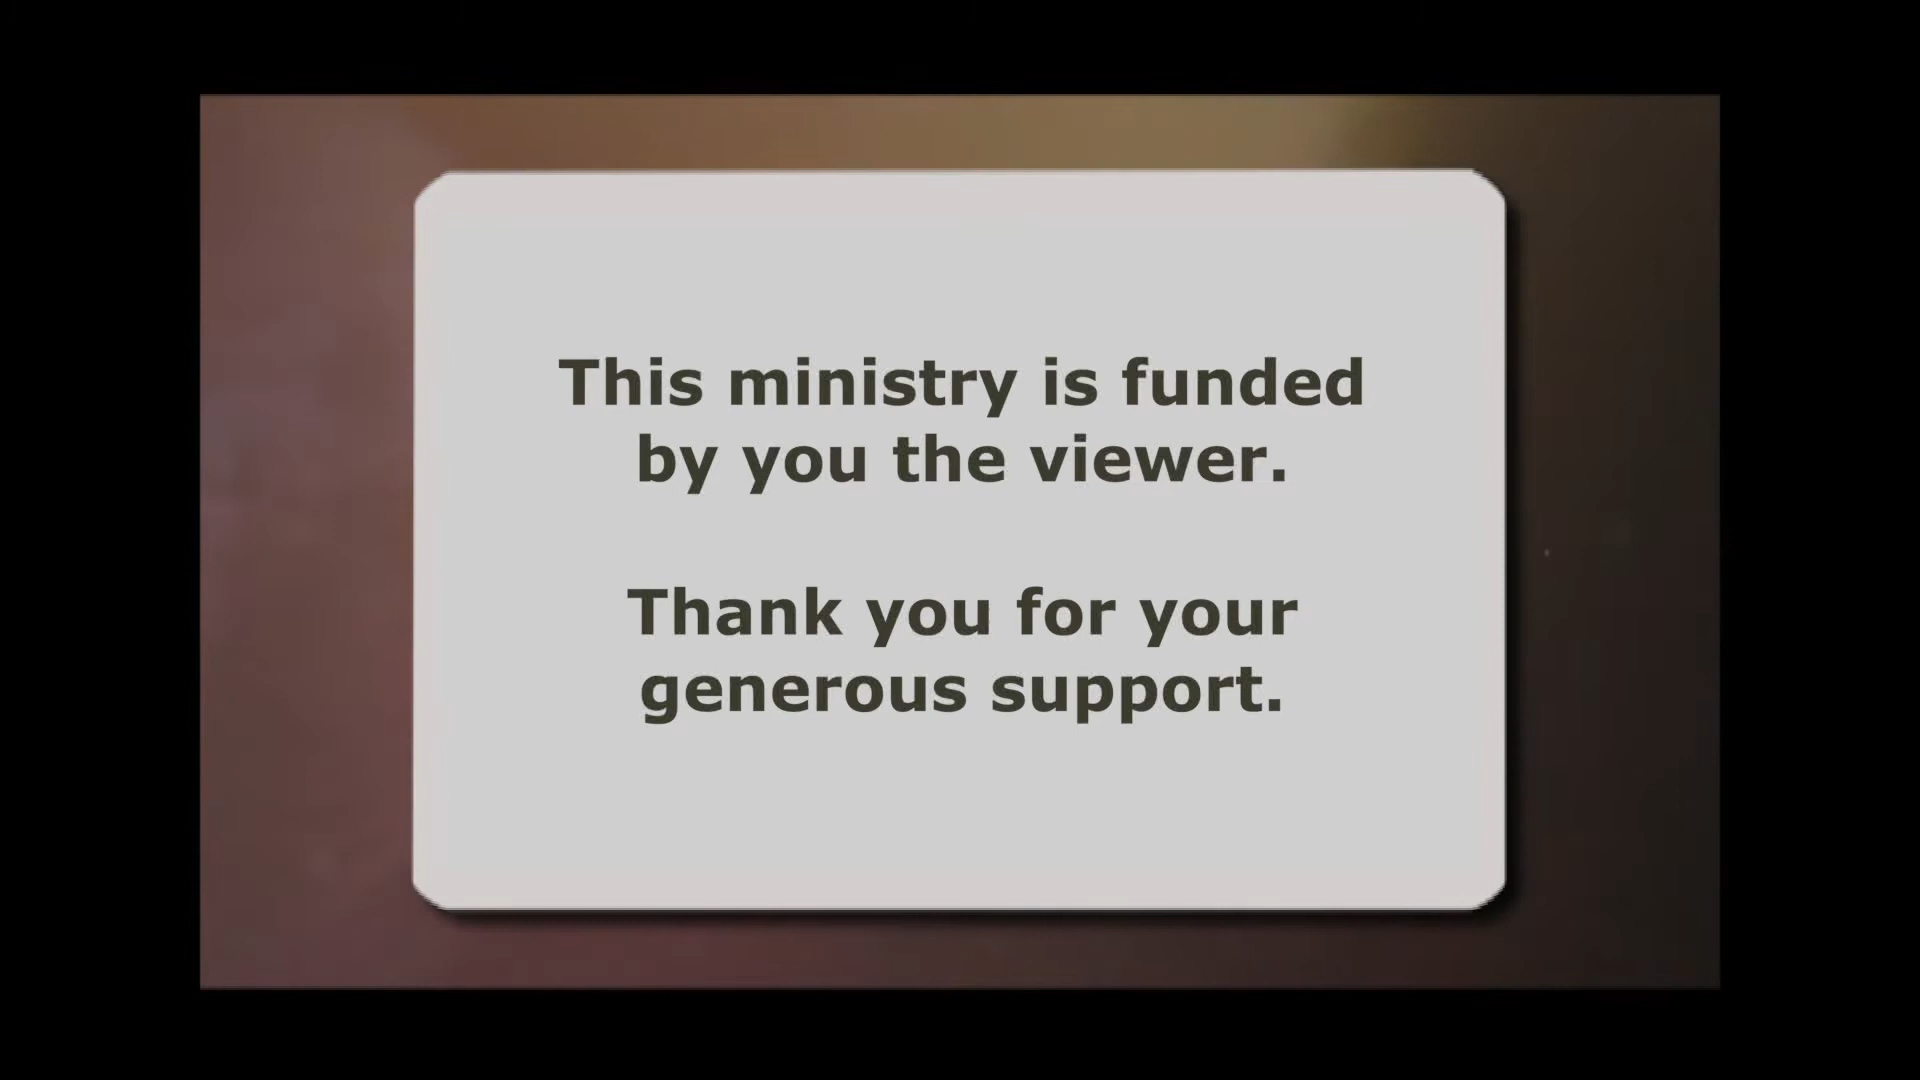 This ministry is funded
by you the viewer.
Thank you for your
generous support.